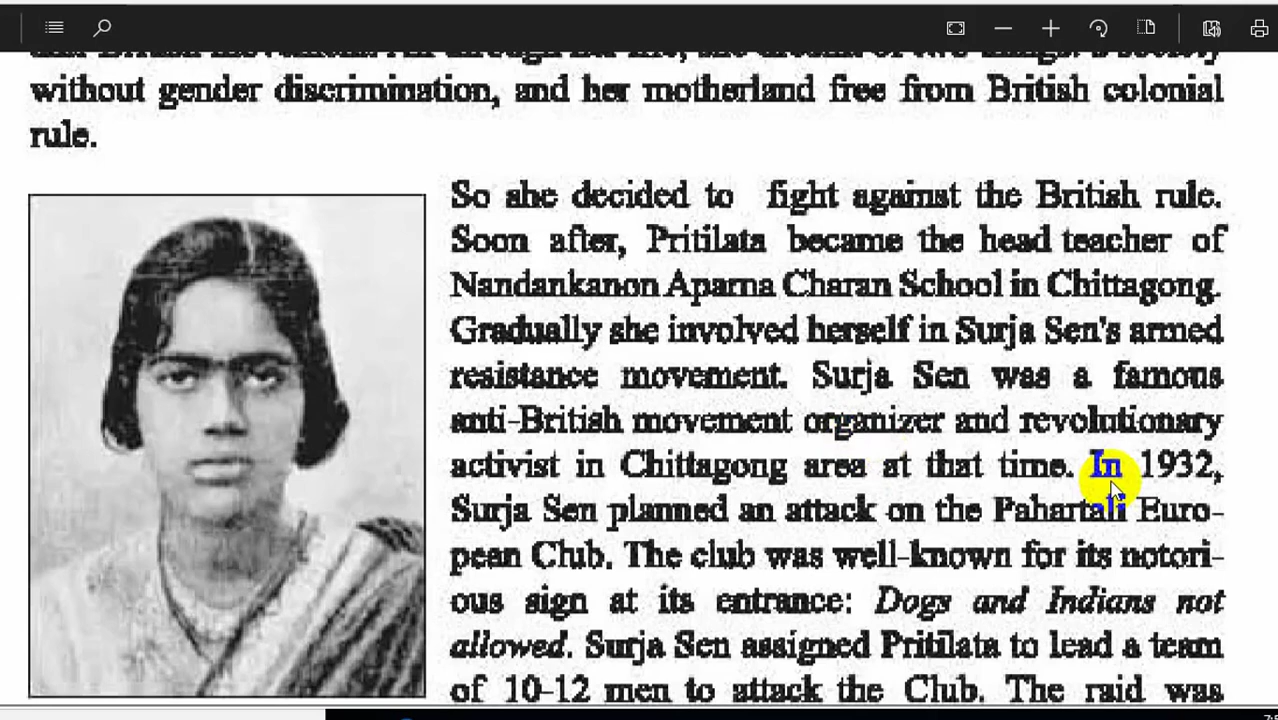 without gender discrimination, and her motherland free from British colonial
rule.
So she decided to fight against the British rule.
Soon after, Pritilata became the head teacher of
Nandankanon Aparna Charan School in Chittagong.
Gradually she involved herself in Surja Sen's armed
resistance movement. Surja Sen was a famous
anti-British movement organizer and revolutionary
activist in Chittagong area at that time. In 1932,
Surja Sen planned an attack on the Pahartali Euro-
pean Club. The club was well-known for its notori-
ous sign at its entrance: Dogs and Indians not
allowed. Surja Sen assigned Pritilata to lead a team
of 10-12 men to attack the Club. The raid was